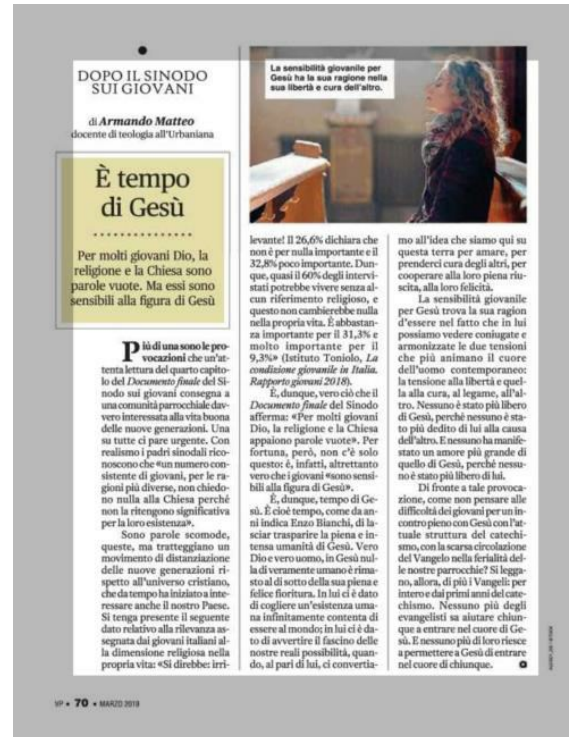 DOPO IL SINODO
SUI GIOVANI
di Armando Matteo
docente di teologia all'Urbaniana
È tempo
di Gesù
Per molti giovani Dio, la
religione e la Chiesa sono
parole vuote. Ma essi sono
sensibili alla figura di Gesù
La sensibilità giovanile per
Gesù ha la sua ragione nella
sua libertà e cura dell'altro.
Più di una sono le pro-
vocazioni che un'at-
tenta lettura del quarto capito-
lo del Documento finale del Si-
nodo sui giovani consegna a
una comunità parrocchiale dav-
vero interessata alla vita buona
delle nuove generazioni. Una
su tutte ci pare urgente. Con
realismo i padri sinodali rico-
noscono che «un numero con-
sistente di giovani, per le ra-
gioni più diverse, non chiedo-
no nulla alla Chiesa perché
non la ritengono significativa
per la loro esistenza».
Sono parole scomode,
queste, ma tratteggiano un
movimento di distanziazione
delle nuove generazioni ri-
spetto all'universo cristiano,
che da tempo ha iniziato a inte-
ressare anche il nostro Paese.
Si tenga presente il seguente
dato relativo alla rilevanza as-
segnata dai giovani italiani al-
la dimensione religiosa nella
propria vita: «Si direbbe: irri-
levante! Il 26,6% dichiara che
non è per nulla importante e il
32,8% poco importante. Dun-
que, quasi il 60% degli intervi-
stati potrebbe vivere senza al-
cun riferimento religioso, e
questo non cambierebbe nulla
nella propria vita. È abbastan-
za importante per il 31,3% e
molto importante per il
9,3%» (Istituto Toniolo, La
condizione giovanile in Italia.
Rapporto giovani 2018).
È, dunque, vero ciò che il
Documento finale del Sinodo
afferma: «Per molti giovani
Dio, la religione e la Chiesa
appaiono parole vuote». Per
fortuna, però, non c'è solo
questo: è, infatti, altrettanto
vero che i giovani «sono sensi-
bili alla figura di Gesù».
È, dunque, tempo di Ge-
sù. È cioè tempo, come da an-
ni indica Enzo Bianchi, di la-
sciar trasparire la piena e in-
tensa umanità di Gesù. Vero
Dio e vero uomo, in Gesù nul-
la di veramente umano è rima-
sto al di sotto della sua piena e
felice fioritura. In lui ci è dato
di cogliere un'esistenza uma-
na infinitamente contenta di
essere al mondo; in lui ci è da-
to di avvertire il fascino delle
nostre reali possibilità, quan-
do, al pari di lui, ci convertia-
mo all'idea che siamo qui su
questa terra per amare, per
prenderci cura degli altri, per
cooperare alla loro piena riu-
scita, alla loro felicità.
La sensibilità giovanile
per Gesù trova la sua ragion
d'essere nel fatto che in lui
possiamo vedere coniugate e
armonizzate le due tensioni
che più animano il cuore
dell'uomo contemporaneo:
la tensione alla libertà e quel-
la alla cura, al legame, all'al-
tro. Nessuno è stato più libero
di Gesù, perché nessuno è sta-
to più dedito di lui alla causa
dell'altro. E nessuno ha manife-
stato un amore più grande di
quello di Gesù, perché nessu-
no è stato più libero di lui.
Di fronte a tale provoca-
zione, come non pensare alle
difficoltà dei giovani per un in-
contro pieno con Gesù con l'at-
tuale struttura del catechi-
smo, con la scarsa circolazione
del Vangelo nella ferialità del-
le nostre parrocchie? Si legga-
no, allora, di più i Vangeli: per
intero e dai primi anni del cate-
chismo. Nessuno più degli
evangelisti sa aiutare chiun-
que a entrare nel cuore di Ge-
sù. E nessuno più di loro riesce
a permettere a Gesù di entrare
nel cuore di chiunque.
VP • 70 • MARZO 2019